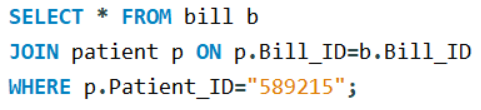 SELECT * FROM bill b
JOIN patient p ON p.Bill_ID=b.Bill_ID
WHERE p.Patient_ID="589215";